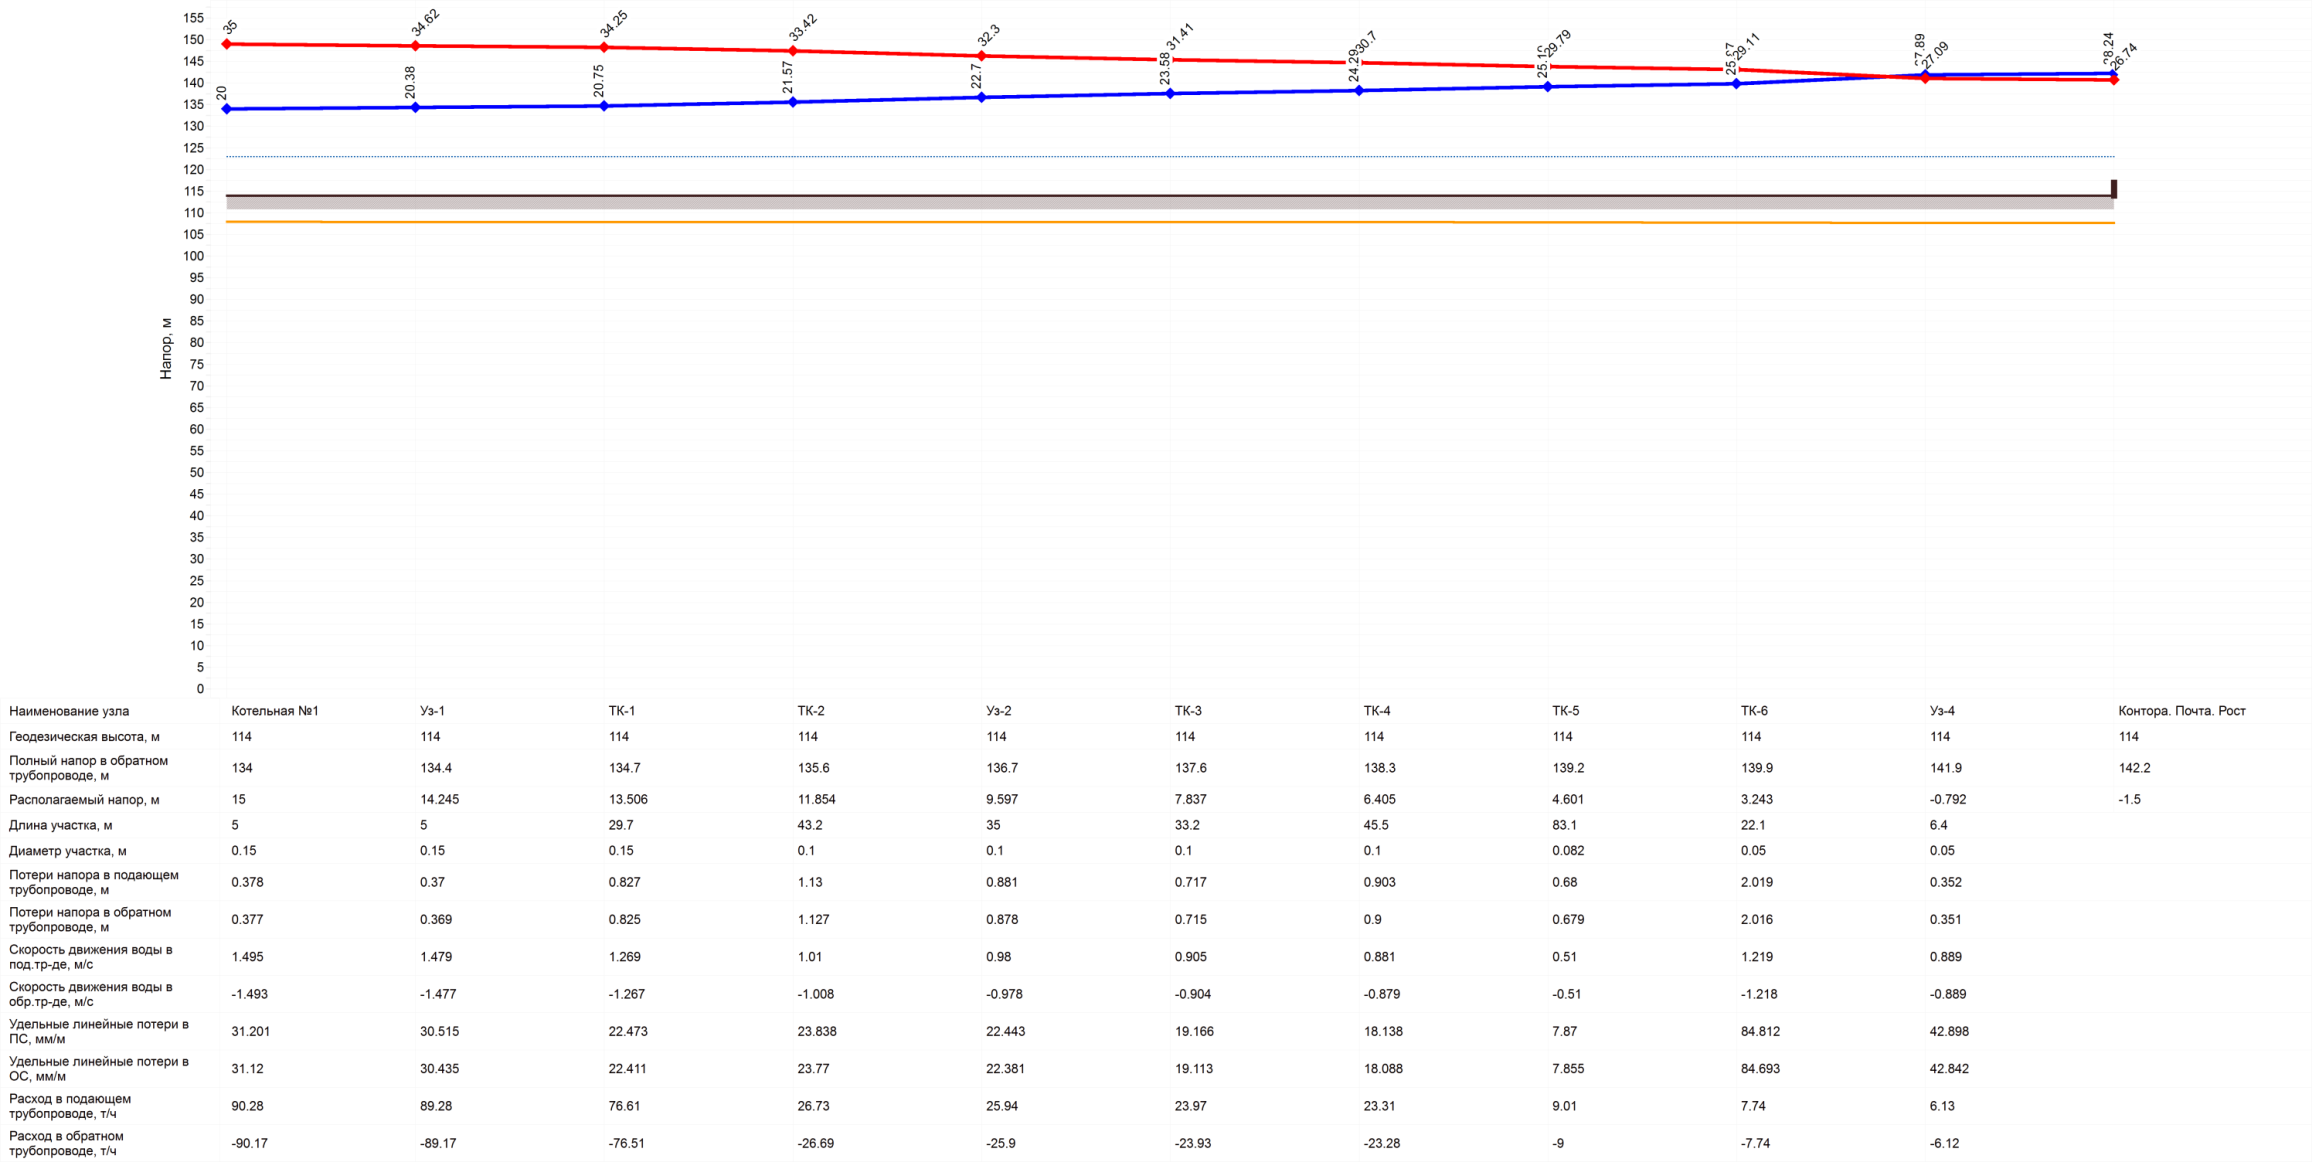 155
150
145
140
135
130
125
120
115
110
105
100
95
90
85
80
75
70
65
60
55
50
45
40
35
30
25
20
15
10
5
0
Напор, м
35
34.62
34.25
33.42
32.3
31.41
30.7
29.79
29.11
27.09
26.74
20
20.38
20.75
21.57
22.7
23.58
24.29
Наименование узла Котельная №1 Уз-1 ТК-1 ТК-2 Уз-2 ТК-3 ТК-4 ТК-5 ТК-6 Уз-4 Контора. Почта. Рост
Геодезическая высота, м 114 114 114 114 114 114 114 114 114 114 114
Полный напор в обратном
трубопроводе, м 134 134.4 134.7 135.6 136.7 137.6 138.3 139.2 139.9 141.9 142.2
Располагаемый напор, м 15 14.245 13.506 11.854 9.597 7.837 6.405 4.601 3.243 -0.792 -1.5
Длина участка, м 5 5 29.7 43.2 35 33.2 45.5 83.1 22.1 6.4
Диаметр участка, м 0.15 0.15 0.15 0.1 0.1 0.1 0.1 0.082 0.05 0.05
Потери напора в подающем
трубопроводе, м 0.378 0.37 0.827 1.13 0.881 0.717 0.903 0.68 2.019 0.352
Потери напора в обратном
трубопроводе, м 0.377 0.369 0.825 1.127 0.878 0.715 0.9 0.679 2.016 0.351
Скорость движения воды в
под.тр-де, м/с 1.495 1.479 1.269 1.01 0.98 0.905 0.881 0.51 1.219 0.889
Скорость движения воды в
обр.тр-де, м/с -1.493 -1.477 -1.267 -1.008 -0.978 -0.904 -0.879 -0.51 -1.218 -0.889
Удельные линейные потери в
ПС, мм/м 31.201 30.515 22.473 23.838 22.443 19.166 18.138 7.87 84.812 42.898
Удельные линейные потери в
ОС, мм/м 31.12 30.435 22.411 23.77 22.381 19.113 18.088 7.855 84.693 42.842
Расход в подающем
трубопроводе, т/ч 90.28 89.28 76.61 26.73 25.94 23.97 23.31 9.01 7.74 6.13
Расход в обратном
трубопроводе, т/ч -90.17 -89.17 -76.51 -26.69 -25.9 -23.93 -23.28 -9 -7.74 -6.12